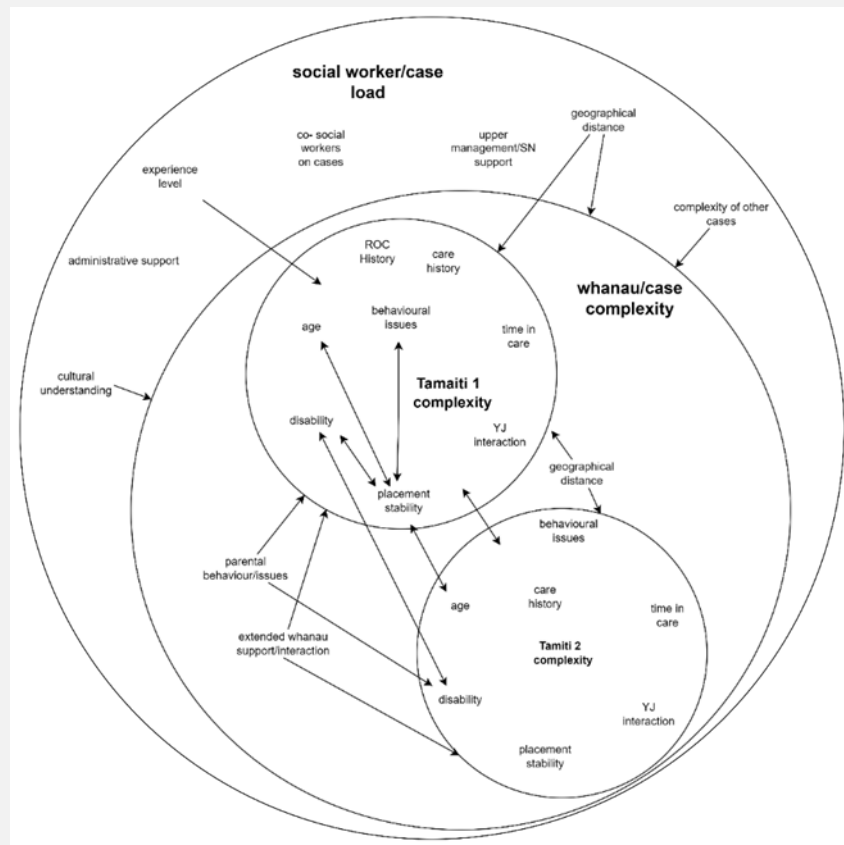 social worker/case
load
co- social
workers
on cases
upper
management/SN
support
geographical
distance
experience
level
complexity of other
cases
administrative support
whanau/case
complexity
ROC
History
care
history
behavioural
issues
age
time in
care
Tamaiti 1
complexity
cultural
understanding
disability
YJ
interaction
placement
stability
geographical
distance
parental
behaviour/issues
extended whanau
support/interaction
behavioural
issues
age
care
history
time in
care
Tamiti 2
complexity
disability
YJ
interaction
placement
stability